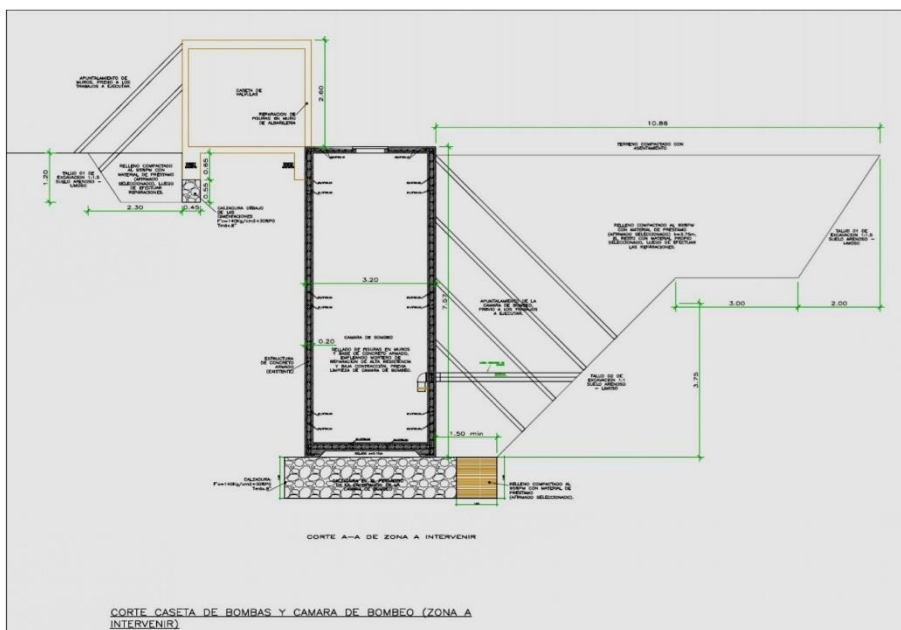 2.60
APUNTALAMIENTO DE
MUROS, PREVIO A LOS
TRABAJOS A EJECUTAR.
CASETA DE
VALVULAS
REPARACION DE
FISURAS EN MURO
DE ALBAÑILERIA
10.86
TERRENO COMPACTADO CON
ASENTAMIENTO
1.20
TALUD 01 DE
EXCAVACION 1:1.5
SUELO ARENOSO -
LIMOSO
RELLENO COMPACTADO
AL 95%PM CON
MATERIAL DE PRÉSTAMO
(AFIRMADO
SELECCIONADO), LUEGO
DE EFECTUAR
REPARACIONES.
0.65
0.55
2.30
0.45
CALZADURA DEBAJO
DE LAS
CIMENTACIONES
RELLENO COMPACTADO AL 95%PM
CON MATERIAL DE PRÉSTAMO
(AFIRMADO SELECCIONADO)
EL RESTO CON MATERIAL PROPIO
SELECCIONADO, LUEGO DE EFECTUAR
LAS REPARACIONES.
TALUD 01 DE
EXCAVACION 1:1.5
SUELO ARENOSO -
LIMOSO
3.20
3.00
2.00
APUNTALAMIENTO DE LA
CAMARA DE BOMBEO,
PREVIO A LOS TRABAJOS
A EJECUTAR.
0.20
CAMARA DE BOMBEO
RELLADO DE FISURAS EN MUROS
Y BASE DE CONCRETO ARMADO,
EMPLEANDO MORTERO DE
REPARACION DE ALTA RESISTENCIA
Y BAJA CONTRACCIÓN, PREVIA
LIMPIEZA DE CAMARA DE BOMBEO.
ESTRUCTURA
DE CONCRETO
ARMADO
(EXISTENTE)
TALUD 02 DE
EXCAVACION 1:1
SUELO ARENOSO
- LIMOSO
3.75
1.50 min
CALZADURA
RELLENO COMPACTADO AL
95%PM CON MATERIAL DE
PRÉSTAMO
(AFIRMADO SELECCIONADO).
CORTE A-A DE ZONA A INTERVENIR
CORTE CASETA DE BOMBAS Y CAMARA DE BOMBEO (ZONA A
INTERVENIR)